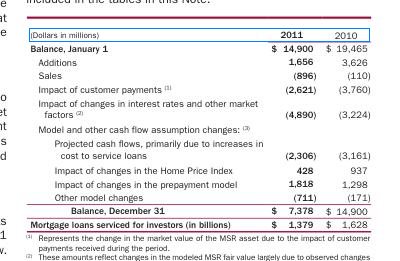 included in the tables in this Note.
(Dollars in millions) 2011 2010
Balance, January 1 $ 14,900 $ 19,465
Additions 1,656 3,626
Sales (896) (110)
Impact of customer payments (1) (2,621) (3,760)
Impact of changes in interest rates and other market
factors (2) (4,890) (3,224)
Model and other cash flow assumption changes: (3)
Projected cash flows, primarily due to increases in
cost to service loans (2,306) (3,161)
Impact of changes in the Home Price Index 428 937
Impact of changes in the prepayment model 1,818 1,298
Other model changes (711) (171)
Balance, December 31 $ 7,378 $ 14,900
Mortgage loans serviced for investors (in billions) $ 1,379 $ 1,628
(1) Represents the change in the market value of the MSR asset due to the impact of customer
payments received during the period.
(2) These amounts reflect changes in the modeled MSR fair value largely due to observed changes